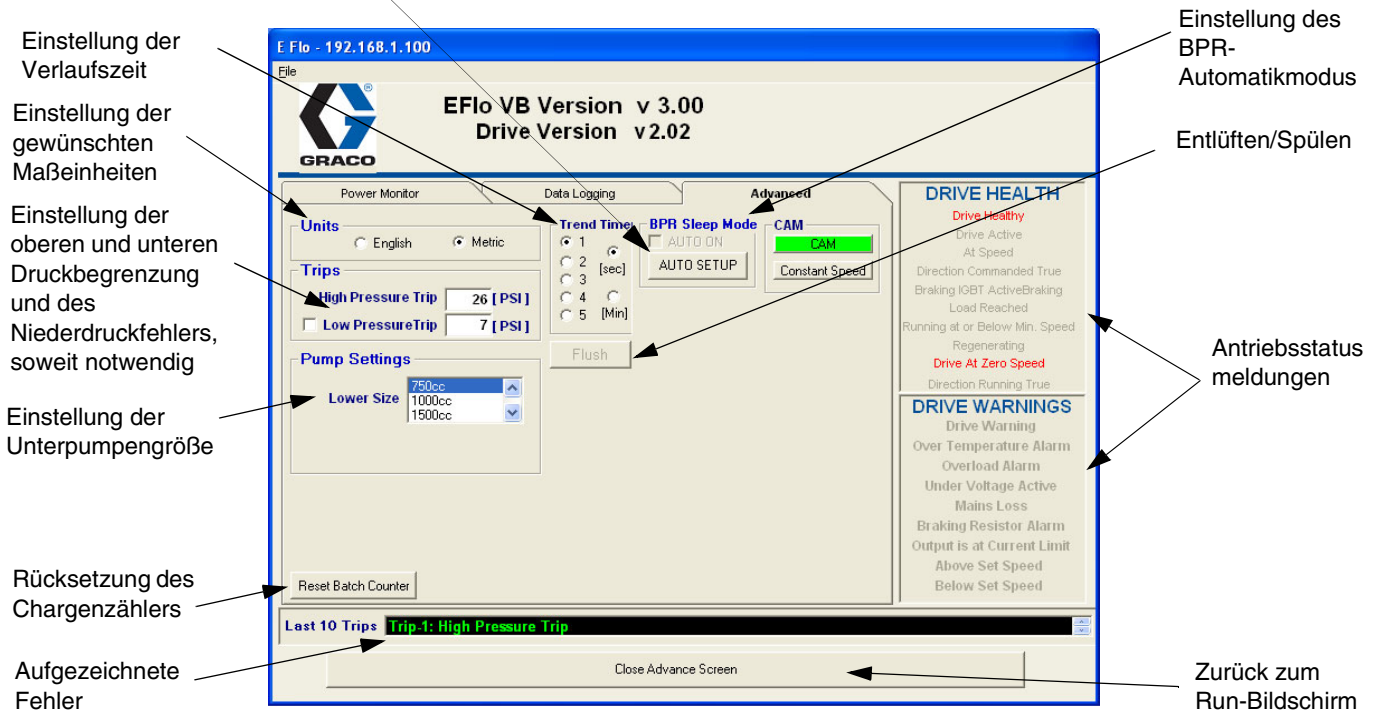 Einstellung der
Verlaufszeit
Einstellung der
gewünschten
Maßeinheiten
Einstellung der
oberen und unteren
Druckbegrenzung
und des
Niederdruckfehlers,
soweit notwendig
Einstellung der
Unterpumpengröße
Rücksetzung des
Chargenzählers
Aufgezeichnete
Fehler
E Flo - 192.168.1.100
File
GRACO
®
EFlo VB Version v 3.00
Drive Version v 2.02
Power Monitor
Data Logging
Advanced
Units
English
Metric
Trips
High Pressure Trip 26 [ PSI ]
Low PressureTrip 7 [ PSI ]
Pump Settings
Lower Size
750cc
1000cc
1500cc
Trend Time:
1
2
3
4
5
[sec]
[Min]
Flush
BPR Sleep Mode
AUTO ON
AUTO SETUP
CAM
CAM
Constant Speed
Reset Batch Counter
DRIVE HEALTH
Drive Healthy
Drive Active
At Speed
Direction Commanded True
Braking IGBT ActiveBraking
Load Reached
Running at or Below Min. Speed
Regenerating
Drive At Zero Speed
Direction Running True
DRIVE WARNINGS
Drive Warning
Over Temperature Alarm
Overload Alarm
Under Voltage Active
Mains Loss
Braking Resistor Alarm
Output is at Current Limit
Above Set Speed
Below Set Speed
Last 10 Trips Trip-1: High Pressure Trip
Close Advance Screen
Einstellung des
BPR-
Automatikmodus
Entlüften/Spülen
Antriebsstatus
meldungen
Zurück zum
Run-Bildschirm